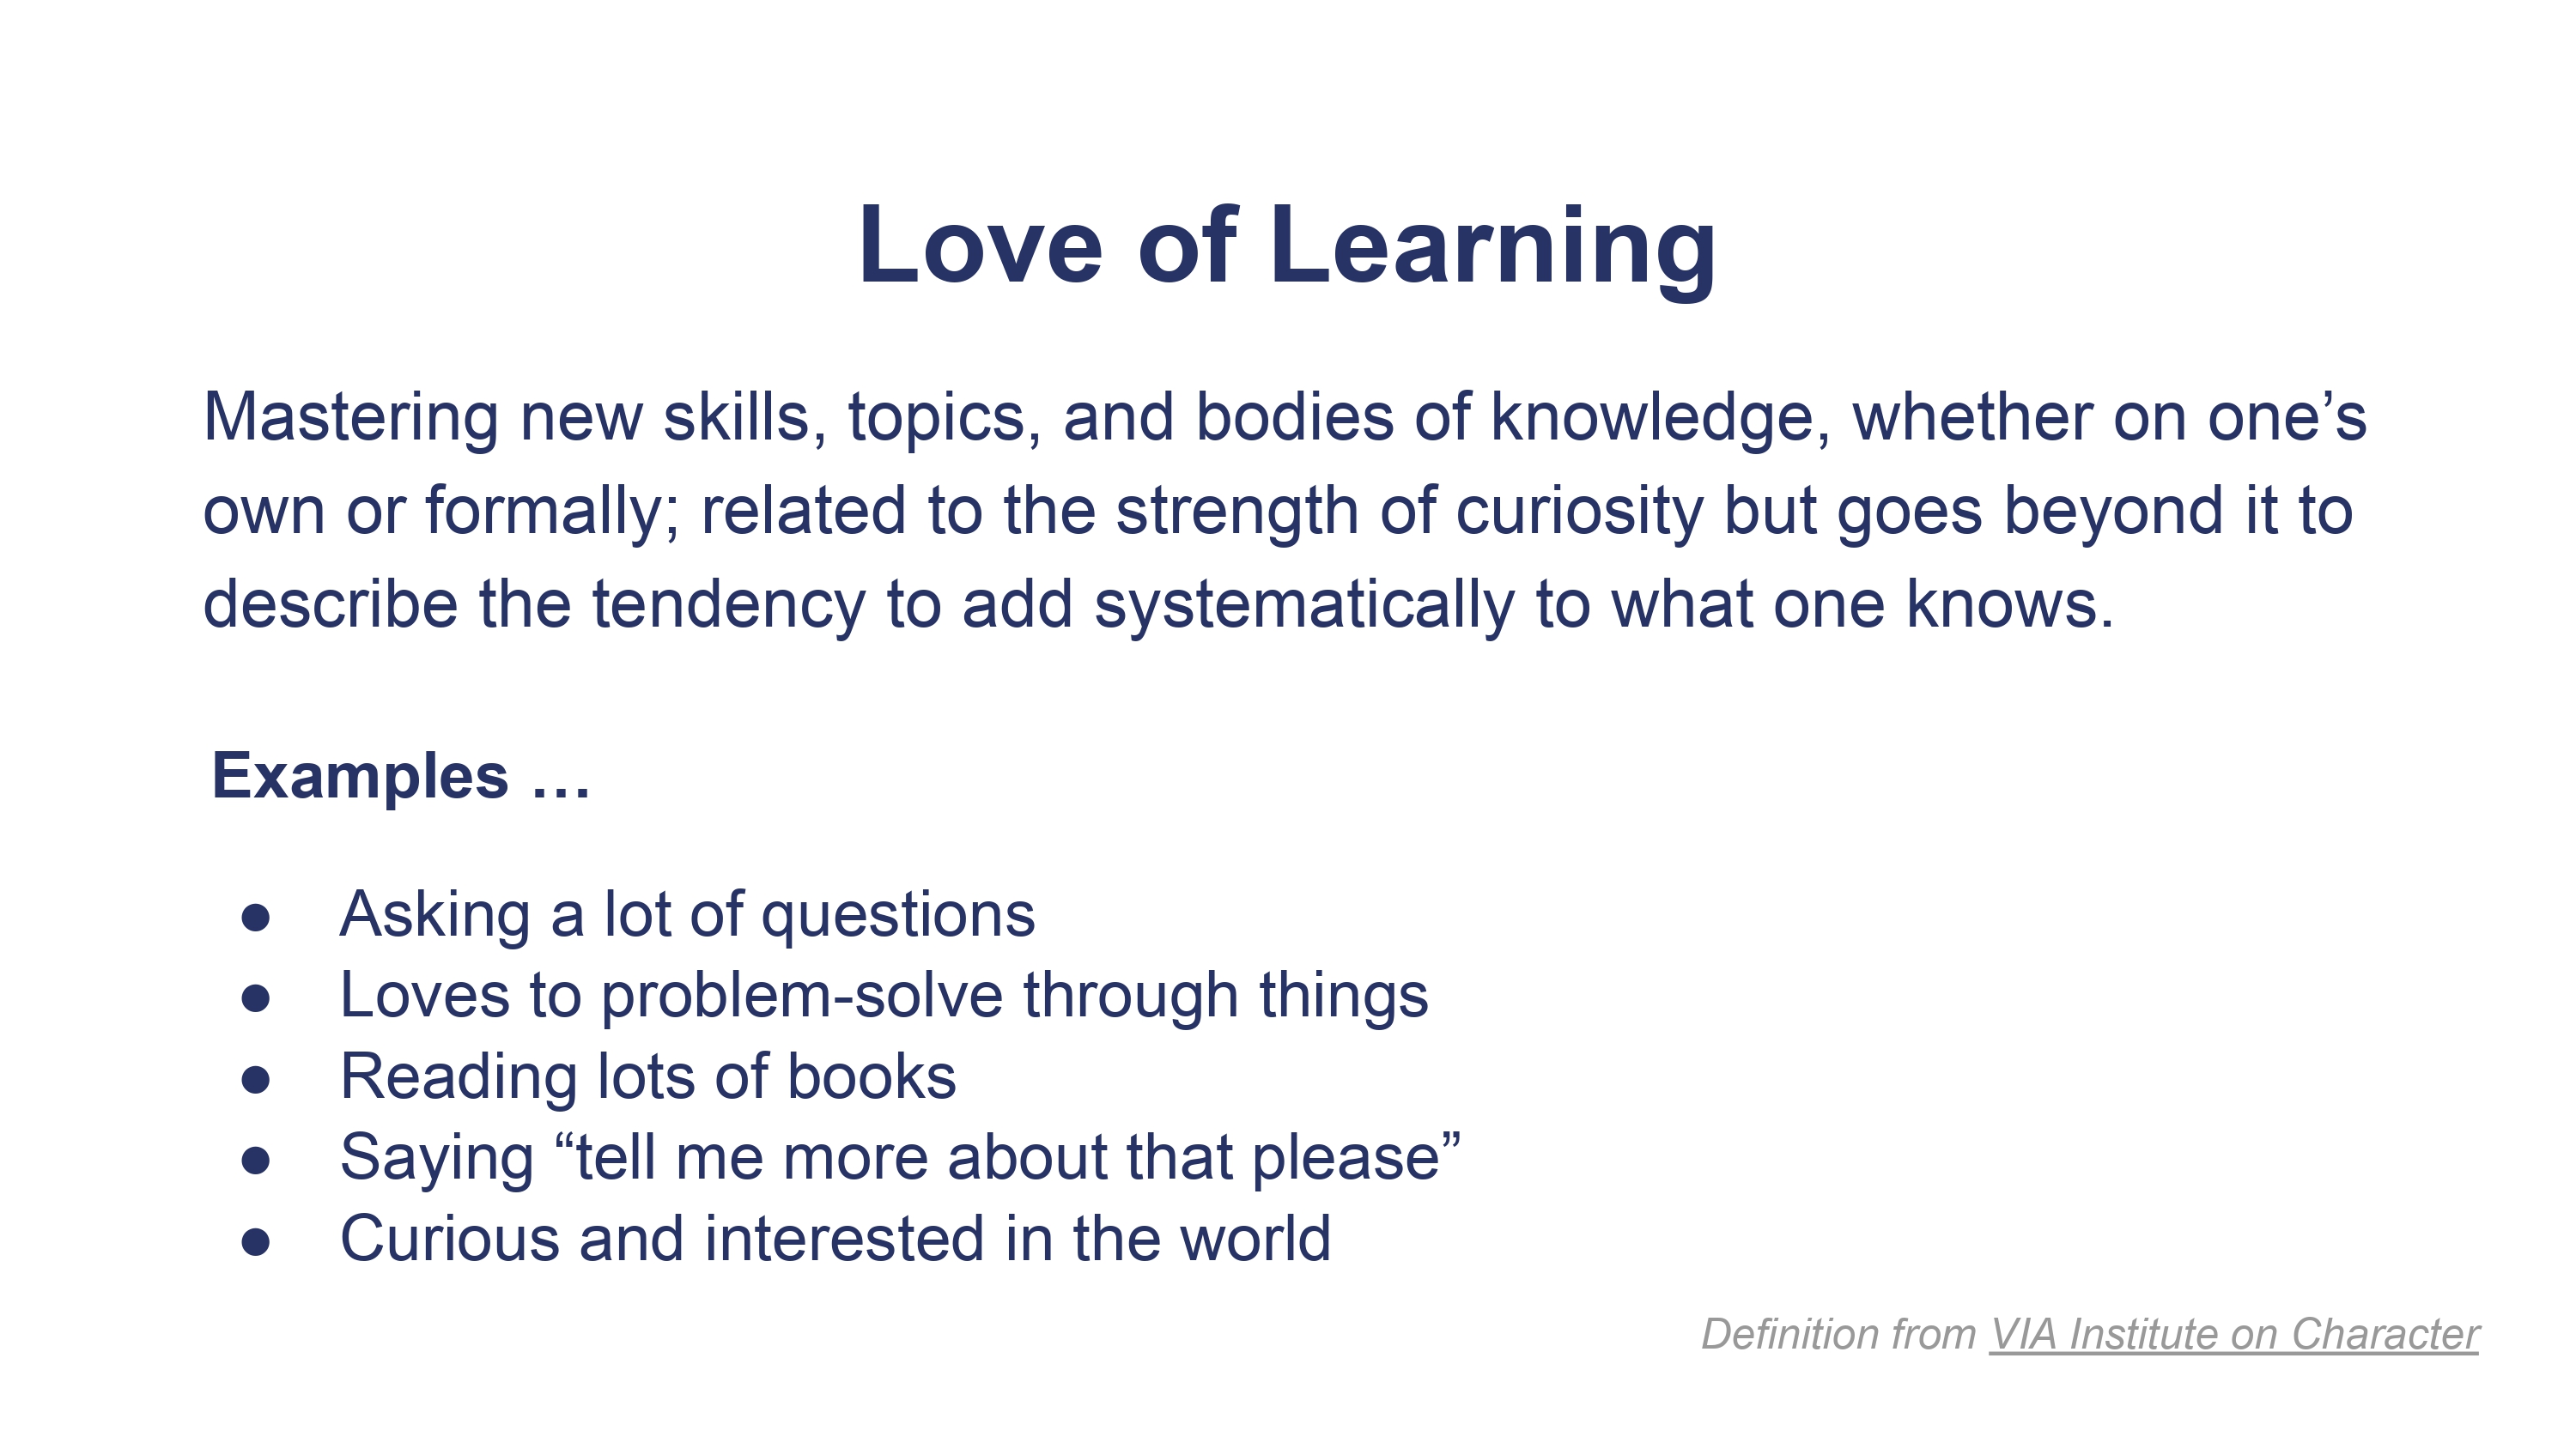 Love of Learning
Mastering new skills, topics, and bodies of knowledge, whether on one’s
own or formally; related to the strength of curiosity but goes beyond it to
describe the tendency to add systematically to what one knows.
Examples …
● Asking a lot of questions
● Loves to problem-solve through things
● Reading lots of books
● Saying “tell me more about that please”
● Curious and interested in the world
Definition from VIA Institute on Character